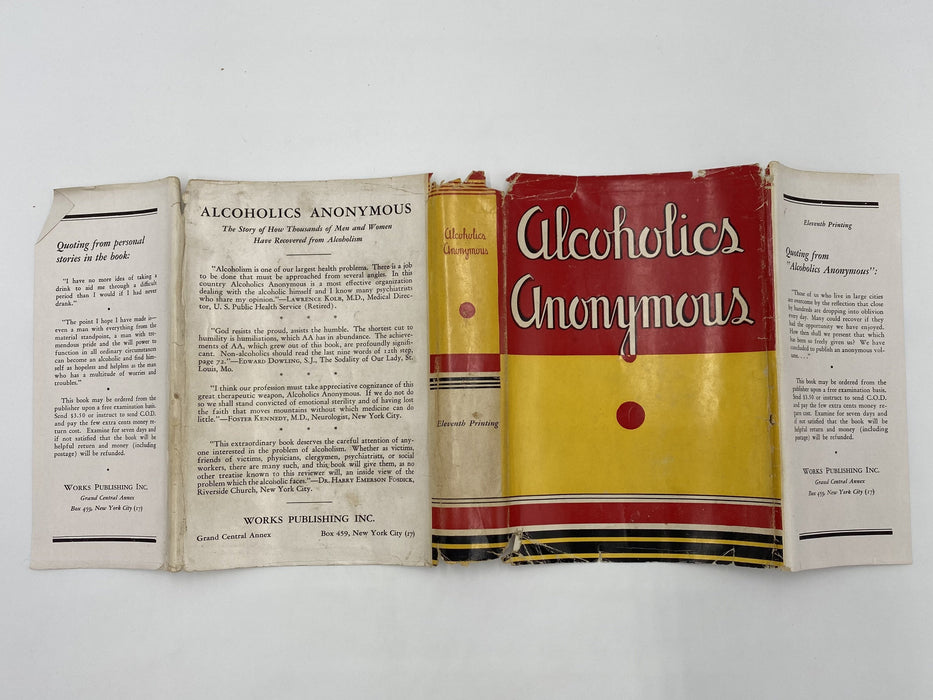 Quoting from personal
stories in the book:
"I have no more idea of taking a
drink to aid me through a difficult
period than I would if I had never
drank."
*
"The point I hope I have made is—
even a man with everything from the
material standpoint, a man with tre-
mendous pride and the will power to
function in all ordinary circumstances
can become an alcoholic and find him-
self as hopeless and helpless as the man
who has a multitude of worries and
troubles."
*
This book may be ordered from the
publisher upon a free examination basis.
Send $3.50 or instruct to send C.O.D.
and pay the few extra cents money re-
turn cost. Examine for seven days and
if not satisfied that the book will be
helpful return and money (including
postage) will be refunded.
*
WORKS PUBLISHING INC.
Grand Central Annex
Box 459, New York City (17)
ALCOHOLICS ANONYMOUS
The Story of How Thousands of Men and Women
Have Recovered from Alcoholism
"Alcoholism is one of our largest health problems. There is a job
to be done that must be approached from several angles. In this
country Alcoholics Anonymous is a most effective organization
dealing with the alcoholic himself and I know many psychiatrists
who share my opinion."—LAWRENCE KOLB, M.D., Medical Direc-
tor, U. S. Public Health Service (Retired).
* * *
"God resists the proud, assists the humble. The shortest cut to
humility is humiliations, which AA has in abundance. The achieve-
ments of AA, which grew out of this book, are profoundly signifi-
cant. Non-alcoholics should read the last nine words of 12th step,
page 72."—EDWARD DOWLING, S.J., The Sodality of Our Lady, St.
Louis, Mo.
* * *
"I think our profession must take appreciative cognizance of this
great therapeutic weapon, Alcoholics Anonymous. If we do not do
so we shall stand convicted of emotional sterility and of having lost
the faith that moves mountains without which medicine can do
little."—FOSTER KENNEDY, M.D., Neurologist, New York City.
* * *
"This extraordinary book deserves the careful attention of any-
one interested in the problem of alcoholism. Whether as victims,
friends of victims, physicians, clergymen, psychiatrists, or social
workers, there are many such, and this book will give them, as no
other treatise known to this reviewer will, an inside view of the
problem which the alcoholic faces."—DR. HARRY EMERSON FOSDICK,
Riverside Church, New York City.
WORKS PUBLISHING INC.
Grand Central Annex Box 459, New York City (17)
Alcoholics
Anonymous
Eleventh Printing
Alcoholics
Anonymous
Eleventh Printing
Quoting from
"Alcoholics Anonymous":
"Those of us who live in large cities
are overcome by the reflection that close
by hundreds are dropping into oblivion
every day. Many could recover if they
had the opportunity we have enjoyed.
How then shall we present that which
has been so freely given us? We have
concluded to publish an anonymous vol-
ume. . . ."
*
This book may be ordered from the
publisher upon a free examination basis.
Send $3.50 or instruct to send C.O.D.
and pay the few extra cents money re-
turn cost. Examine for seven days and
if not satisfied that the book will be
helpful return and money (including
postage) will be refunded.
*
WORKS PUBLISHING INC.
Grand Central Annex
Box 459, New York City (17)